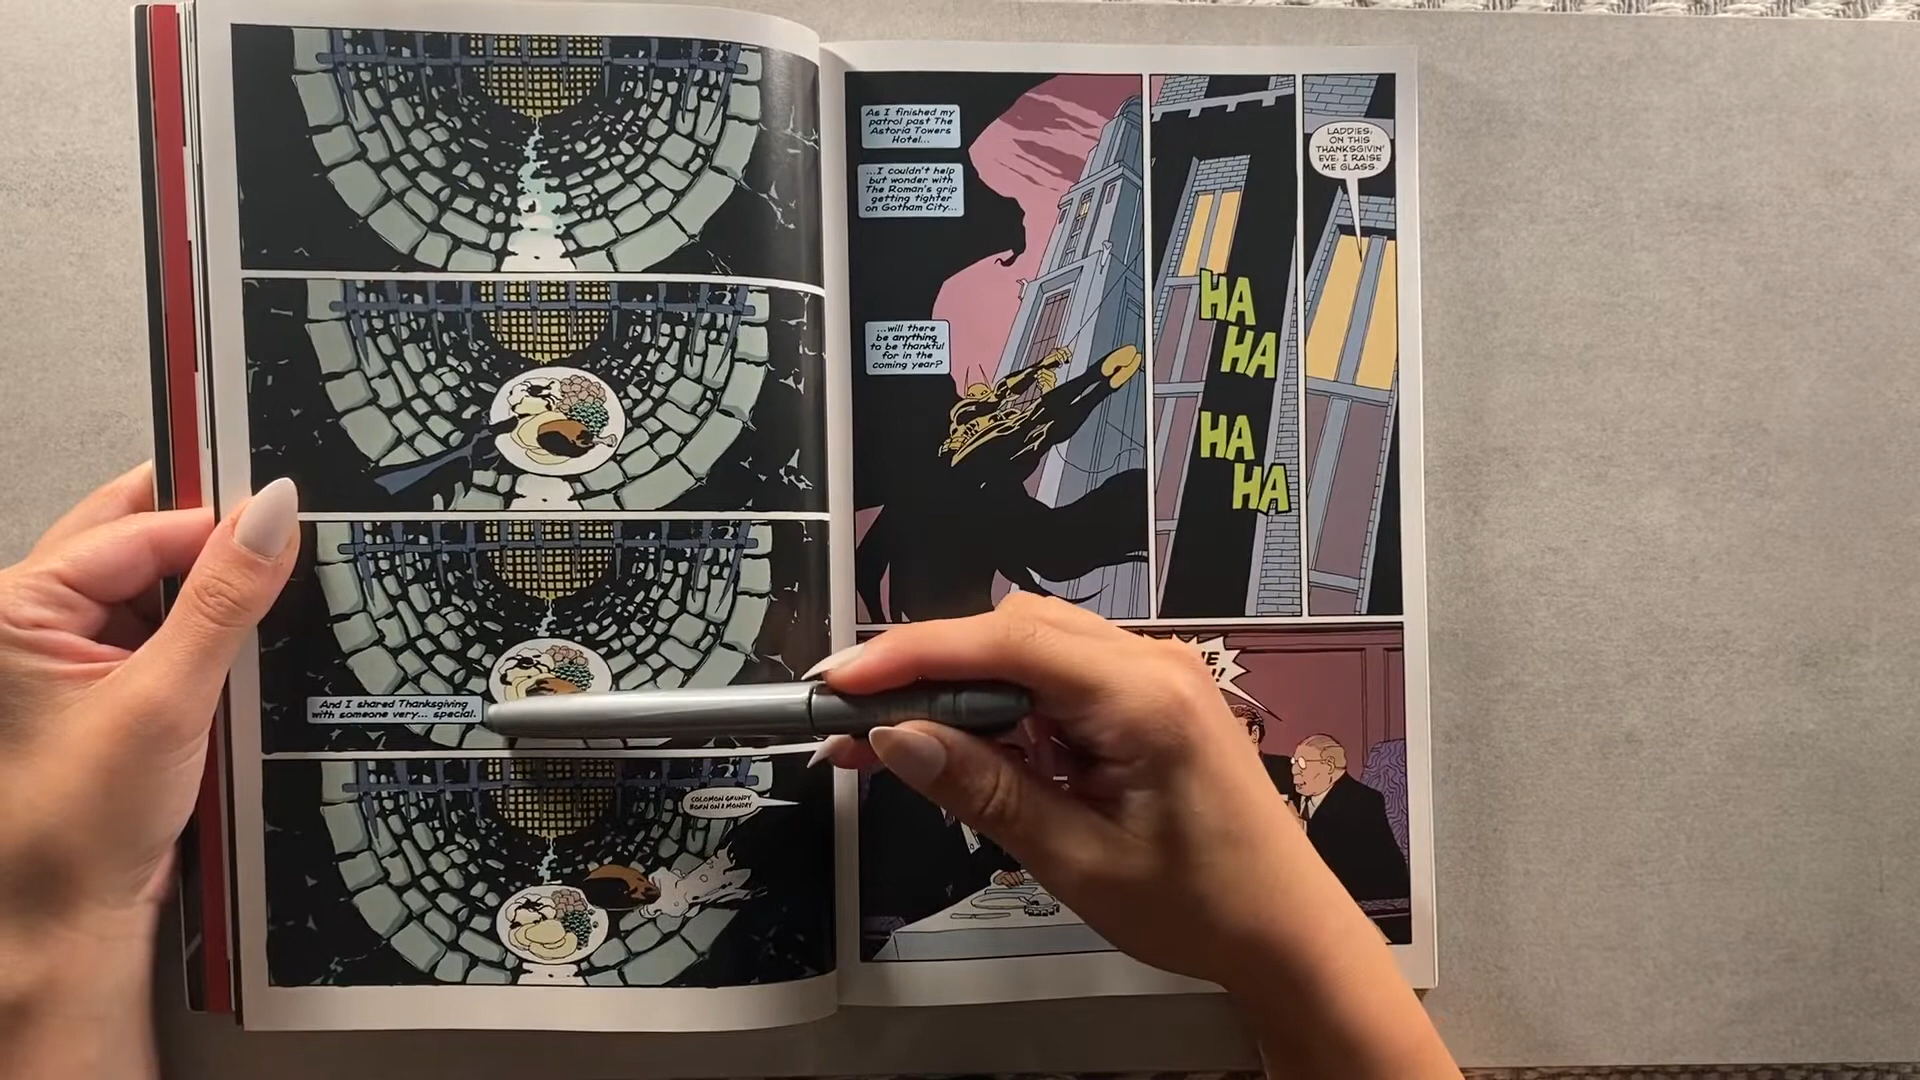 And I shared Thanksgiving
with someone very... special.
SOLOMON GRUNDY
BORN ON A MONDAY
As I finished my
patrol past The
Astoria Towers
Hotel...
...I couldn't help
but wonder with
The Roman's grip
getting tighter
on Gotham City...
...will there
be anything
to be thankful
for in the
coming year?
HA
HA
HA
HA
LADDIES,
ON THIS
THANKSGIVIN'
EVE, I RAISE
ME GLASS.